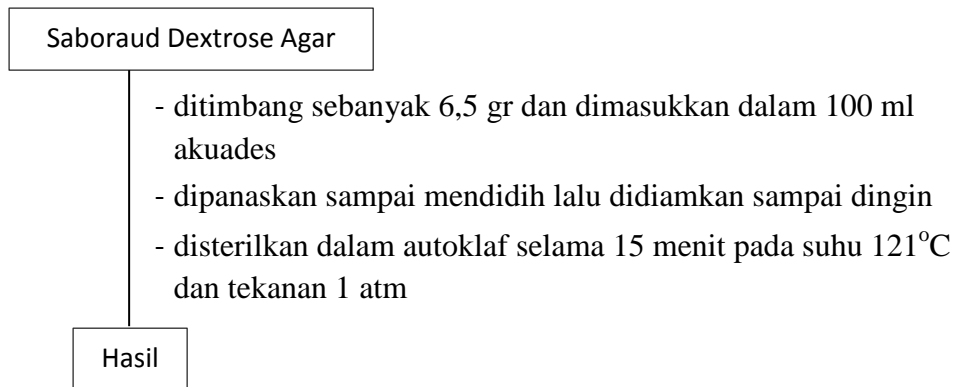 Saboraud Dextrose Agar
- ditimbang sebanyak 6,5 gr dan dimasukkan dalam 100 ml
akuades
- dipanaskan sampai mendidih lalu didiamkan sampai dingin
- disterilkan dalam autoklaf selama 15 menit pada suhu 121°C
dan tekanan 1 atm
Hasil